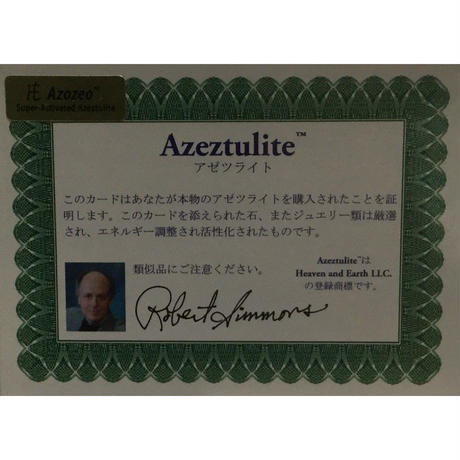 Azozeo™
Super-Activated Azeztulite
Azeztulite™
アゼツライト
このカードはあなたが本物のアゼツライトを購入されたことを証
明します。このカードを添えられた石、またジュエリー類は厳選
され、エネルギー調整され活性化されたものです。
類似品にご注意ください。
Azeztulite™は
Heaven and Earth LLC.
の登録商標です。
Robert Simmons